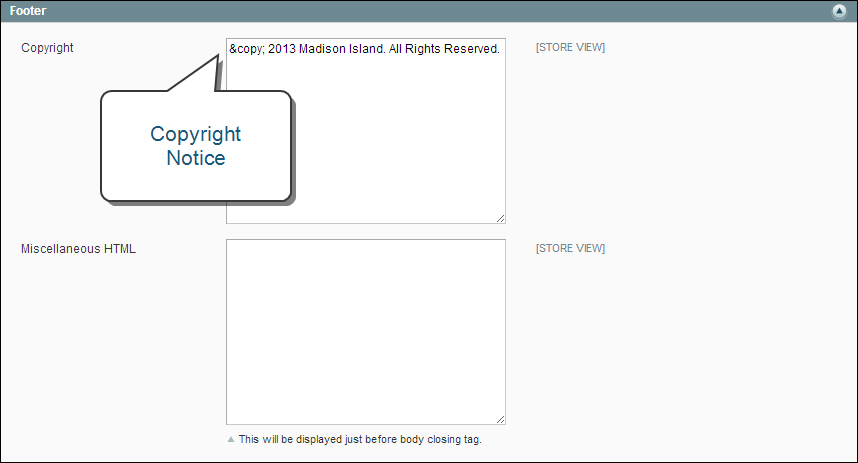 Footer
Copyright
&copy; 2013 Madison Island. All Rights Reserved.
[STORE VIEW]
Copyright
Notice
Miscellaneous HTML
[STORE VIEW]
This will be displayed just before body closing tag.